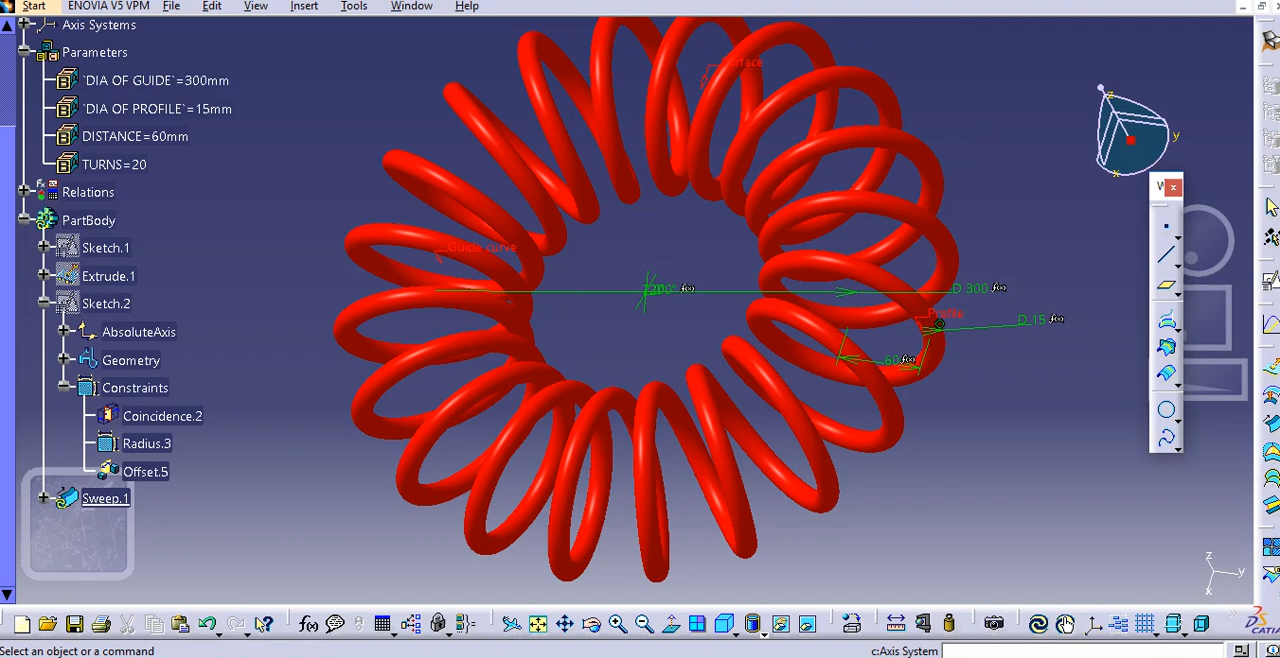 Start ENOVIA V5 VPM File Edit View Insert Tools Window Help
Axis Systems
Parameters
`DIA OF GUIDE`=300mm
`DIA OF PROFILE`=15mm
DISTANCE=60mm
TURNS=20
Relations
PartBody
Sketch.1
Extrude.1
Sketch.2
AbsoluteAxis
Geometry
Constraints
Coincidence.2
Radius.3
Offset.5
Sweep.1
Guide curve
D 300
Profile
D 15
60
z
y
x
W
z
y
x
f(x)
Select an object or a command
c:Axis System
CATIA